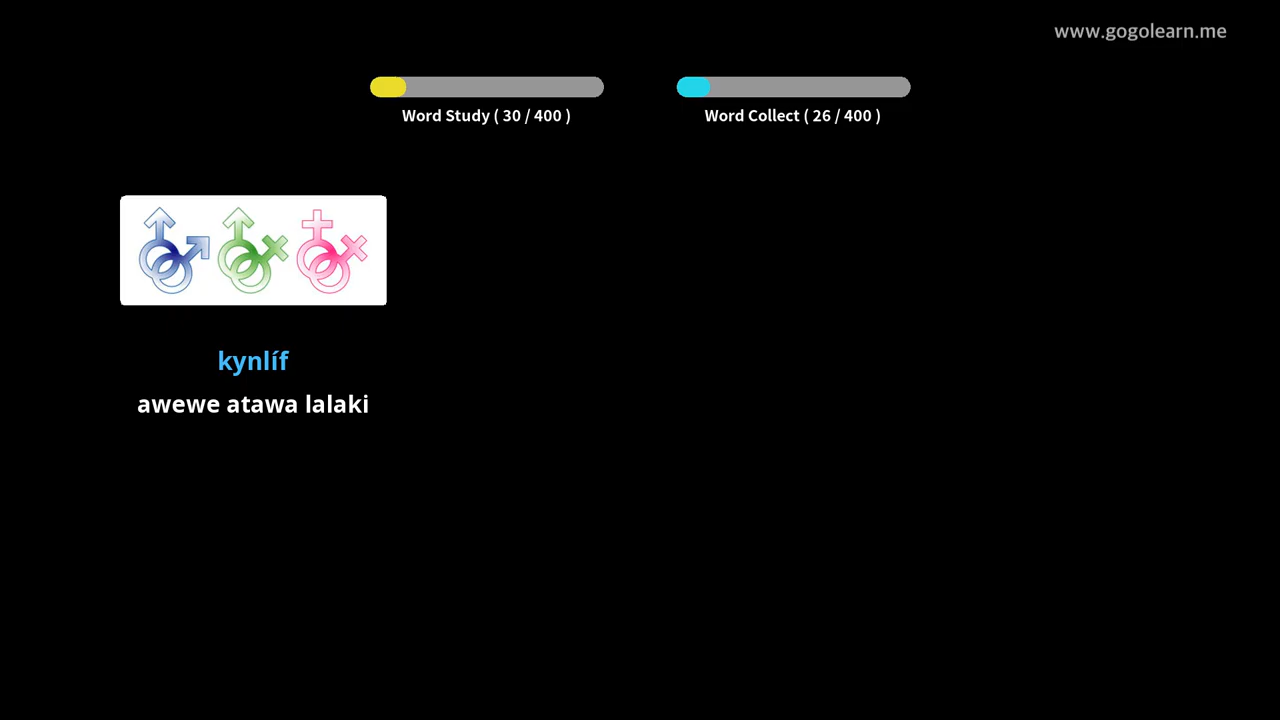 www.gogolearn.me
Word Study ( 30 / 400 )
Word Collect ( 26 / 400 )
kynlíf
awewe atawa lalaki